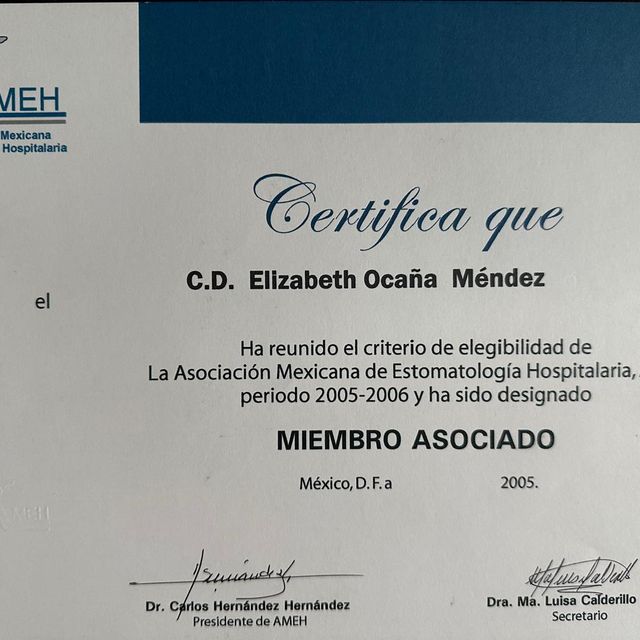 MEH
Mexicana
Hospitalaria
Certifica que
C.D. Elizabeth Ocaña Méndez
el
Ha reunido el criterio de elegibilidad de
La Asociación Mexicana de Estomatología Hospitalaria,
periodo 2005-2006 y ha sido designado
MIEMBRO ASOCIADO
México, D. F. a 2005.
Dr. Carlos Hernández Hernández
Presidente de AMEH
Dra. Ma. Luisa Calderillo
Secretario